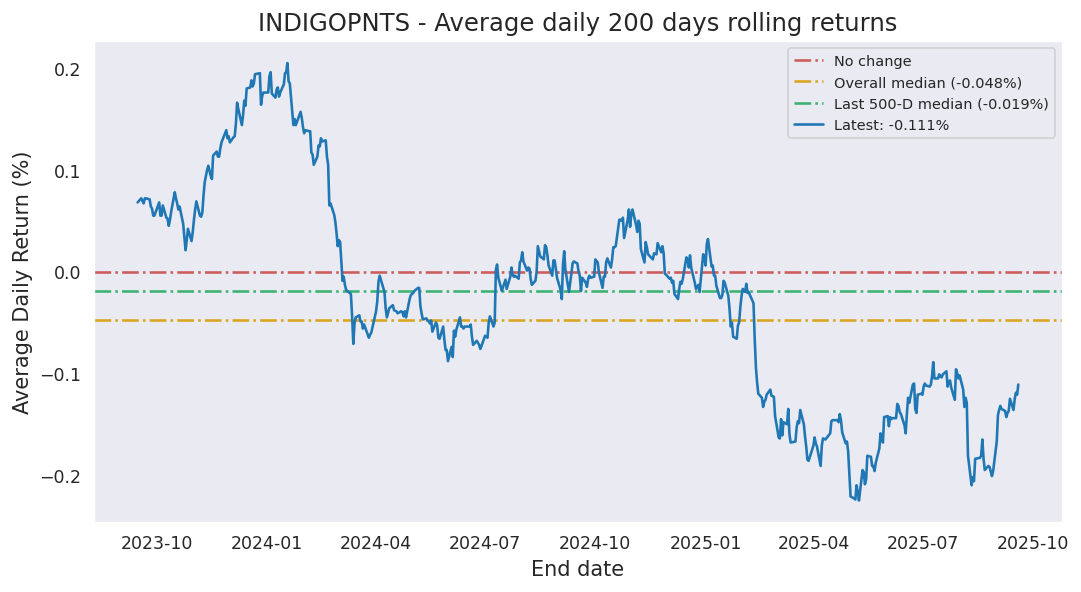 INDIGOPNTS - Average daily 200 days rolling returns
No change
Overall median (-0.048%)
Last 500-D median (-0.019%)
Latest: -0.111%
Average Daily Return (%)
0.2
0.1
0.0
−0.1
−0.2
2023-10 2024-01 2024-04 2024-07 2024-10 2025-01 2025-04 2025-07 2025-10
End date